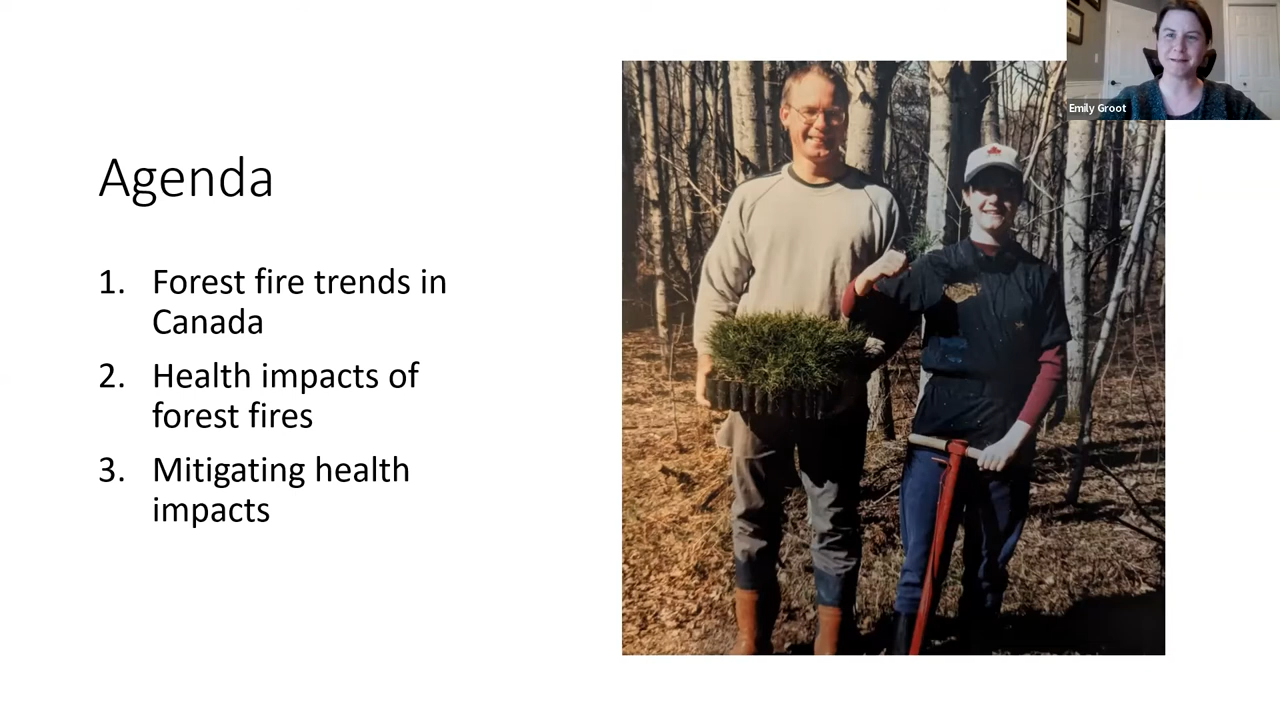 Agenda
1. Forest fire trends in
Canada
2. Health impacts of
forest fires
3. Mitigating health
impacts
Emily Groot